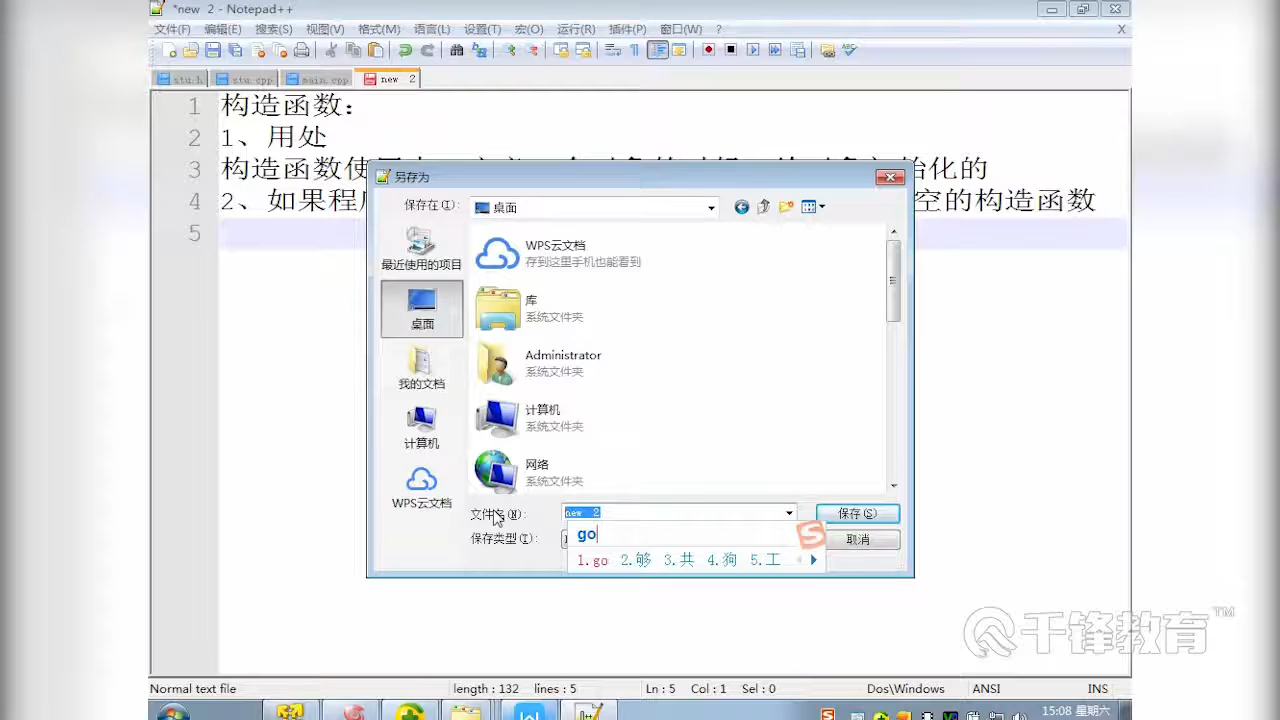 *new 2 - Notepad++
文件(F) 编辑(E) 搜索(S) 视图(V) 格式(M) 语言(L) 设置(T) 宏(O) 运行(R) 插件(P) 窗口(W) ? X
stu.h stu.cpp main.cpp new 2
1 构造函数：
2 1、用处
3 构造函数使 始化的
4 2、如果程 空的构造函数
5
另存为
保存在(I)： 桌面
最近使用的项目
桌面
我的文档
计算机
WPS云文档
WPS云文档
存到这里手机也能看到
库
系统文件夹
Administrator
系统文件夹
计算机
系统文件夹
网络
系统文件夹
(N)： new 2 保存(S)
保存类型(T)： 取消
go
1.go 2.够 3.共 4.狗 5.工
千锋教育™
Normal text file length : 132 lines : 5 Ln : 5 Col : 1 Sel : 0 Dos\Windows ANSI INS
15:08 星期六